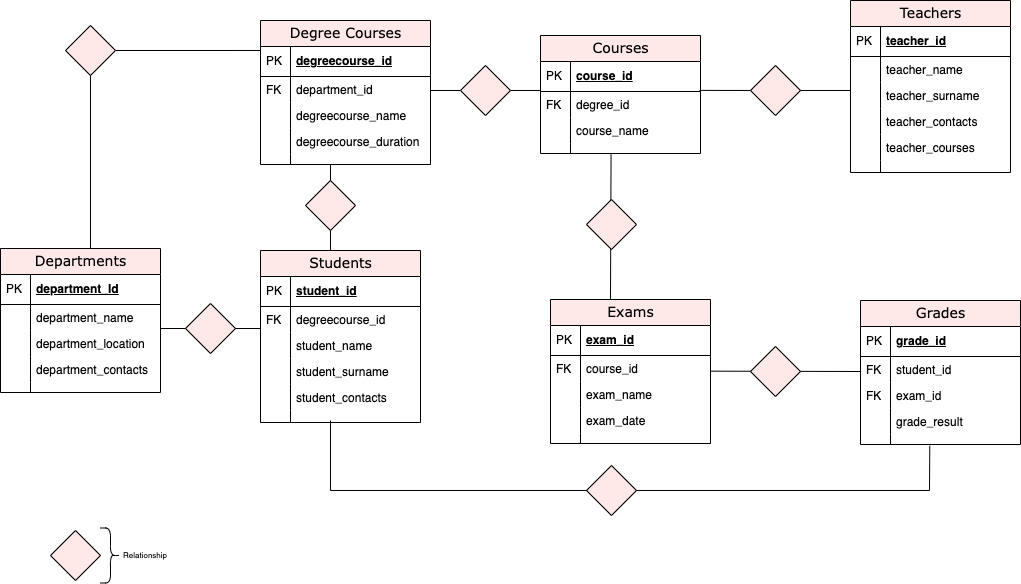 Degree Courses
PK degreecourse_id
FK department_id
degreecourse_name
degreecourse_duration
Courses
PK course_id
FK degree_id
course_name
Teachers
PK teacher_id
teacher_name
teacher_surname
teacher_contacts
teacher_courses
Departments
PK department_Id
department_name
department_location
department_contacts
Students
PK student_id
FK degreecourse_id
student_name
student_surname
student_contacts
Exams
PK exam_id
FK course_id
exam_name
exam_date
Grades
PK grade_id
FK student_id
FK exam_id
grade_result
Relationship